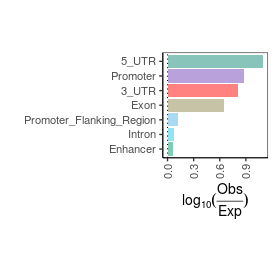 5_UTR
Promoter
3_UTR
Exon
Promoter_Flanking_Region
Intron
Enhancer
0.0 0.3 0.6 0.9
log10(Obs/Exp)